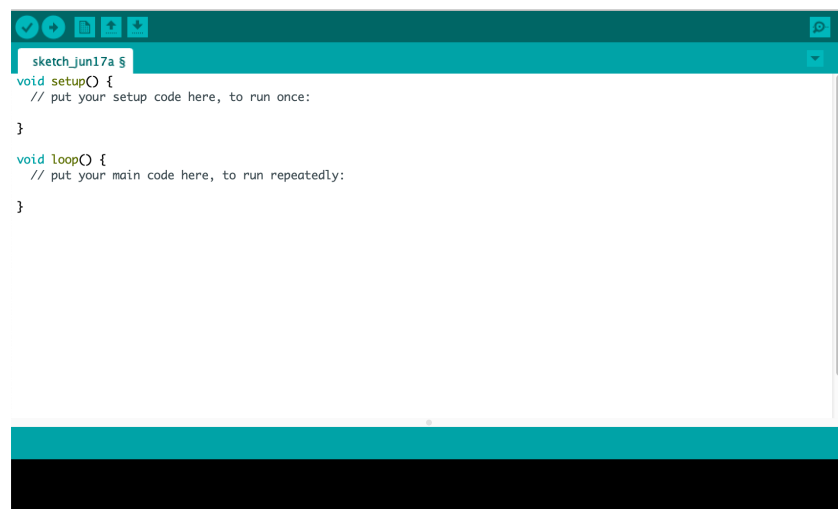 sketch_jun17a §
void setup() {
  // put your setup code here, to run once:
}
void loop() {
  // put your main code here, to run repeatedly:
}